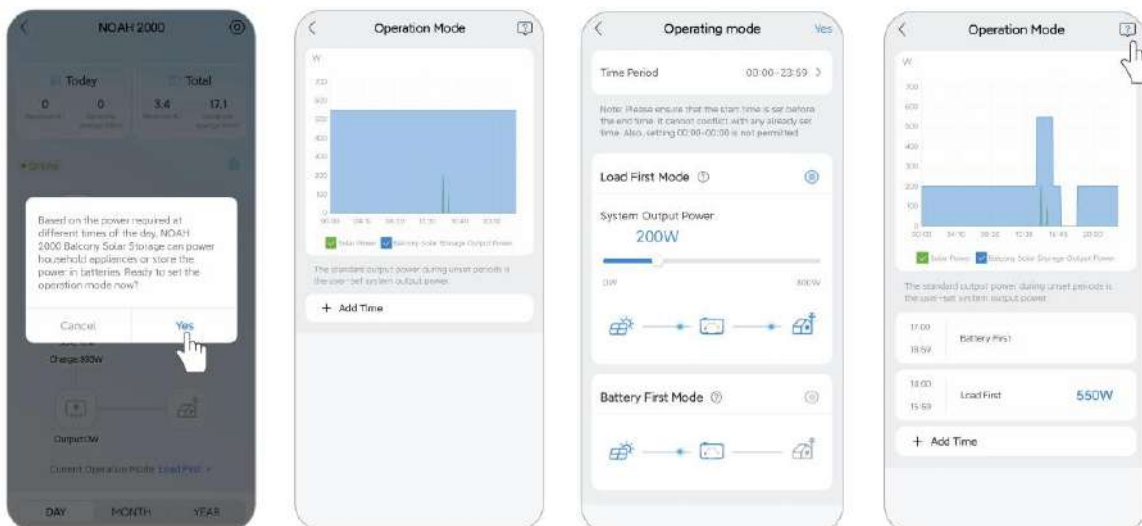 NOAH 2000
Today
Total
0
0
3.4
17.1
Online
Based on the power required at
different times of the day, NOAH
2000 Balcony Solar Storage can power
household appliances or store the
power in batteries. Ready to set the
operation mode now?
Cancel
Yes
Output:0W
Current Operation Mode: Load First >
DAY
MONTH
YEAR
Operation Mode
W
700
600
500
400
300
200
100
0
Solar Power
Balcony Solar Storage Output Power
The standard output power during unset periods is
the user-set system output power.
+ Add Time
Operating mode
Yes
Time Period
00:00-23:59 >
Note: Please ensure that the start time is set before
the end time. It cannot conflict with any already set
time. Also, setting 00:00-00:00 is not permitted.
Load First Mode ?
System Output Power
200W
0W
800W
Battery First Mode ?
Operation Mode
W
700
600
500
400
300
200
100
Solar Power
Balcony Solar Storage Output Power
The standard output power during unset periods is
the user-set system output power.
17:00
Battery First
Load First
550W
+ Add Time